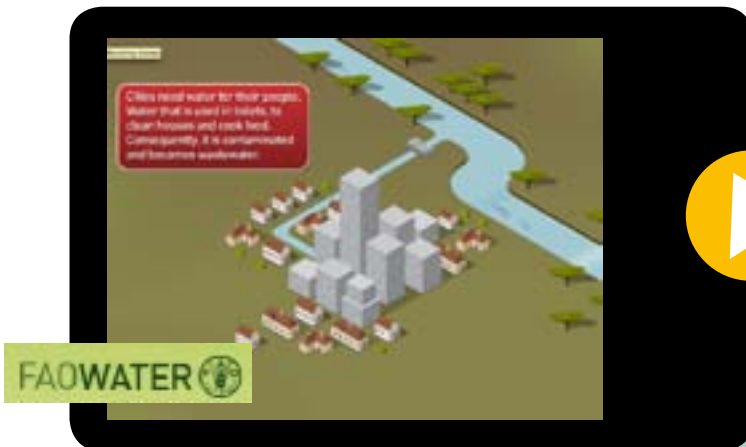 Cities need water for their people.
Water that is used in toilets, to
clean houses and cook food.
Consequently, it is contaminated
and becomes wastewater.
FAOWATER